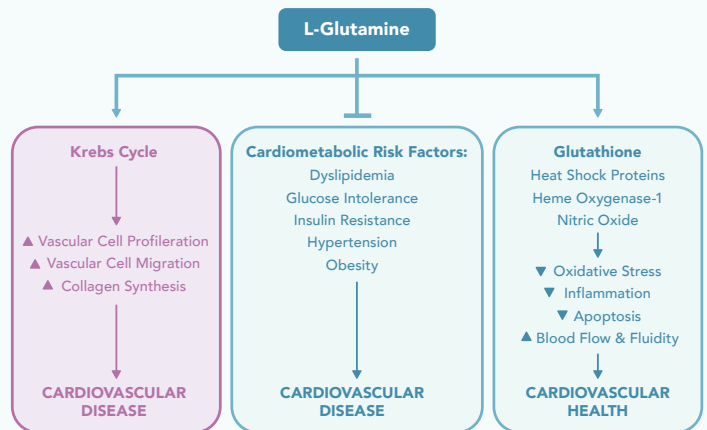 L-Glutamine
Krebs Cycle
▲ Vascular Cell Profileration
▲ Vascular Cell Migration
▲ Collagen Synthesis
CARDIOVASCULAR
DISEASE
Cardiometabolic Risk Factors:
Dyslipidemia
Glucose Intolerance
Insulin Resistance
Hypertension
Obesity
CARDIOVASCULAR
DISEASE
Glutathione
Heat Shock Proteins
Heme Oxygenase-1
Nitric Oxide
▼ Oxidative Stress
▼ Inflammation
▼ Apoptosis
▲ Blood Flow & Fluidity
CARDIOVASCULAR
HEALTH